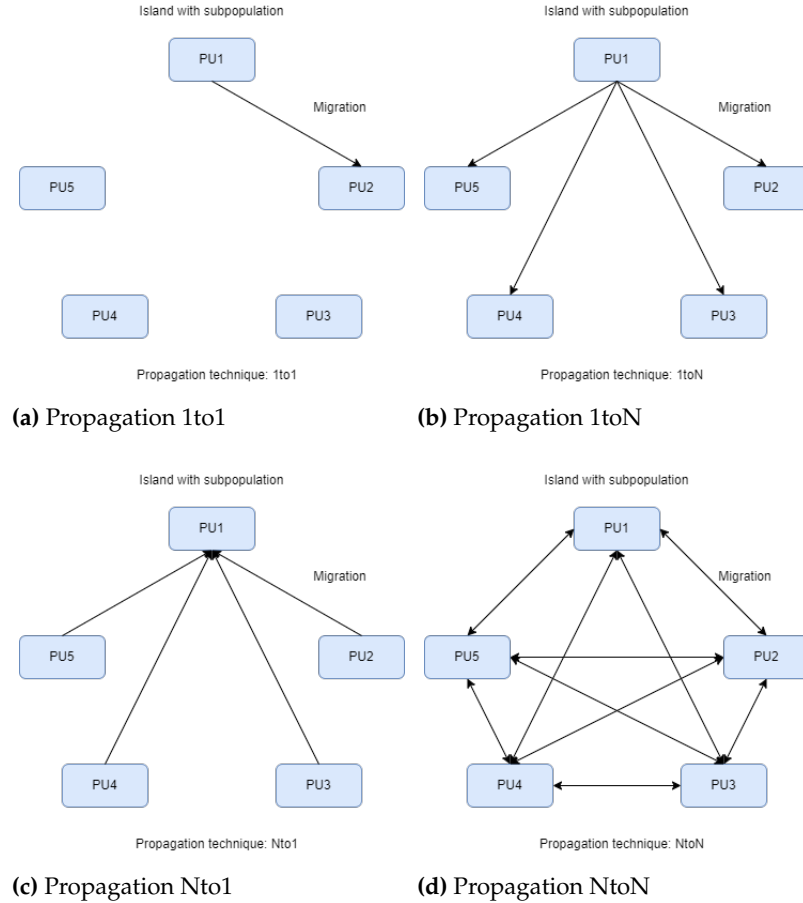 Island with subpopulation
PU1
Migration
PU5
PU2
PU4
PU3
Propagation technique: 1to1
(a) Propagation 1to1
Island with subpopulation
PU1
Migration
PU5
PU2
PU4
PU3
Propagation technique: 1toN
(b) Propagation 1toN
Island with subpopulation
PU1
Migration
PU5
PU2
PU4
PU3
Propagation technique: Nto1
(c) Propagation Nto1
Island with subpopulation
PU1
Migration
PU5
PU2
PU4
PU3
Propagation technique: NtoN
(d) Propagation NtoN